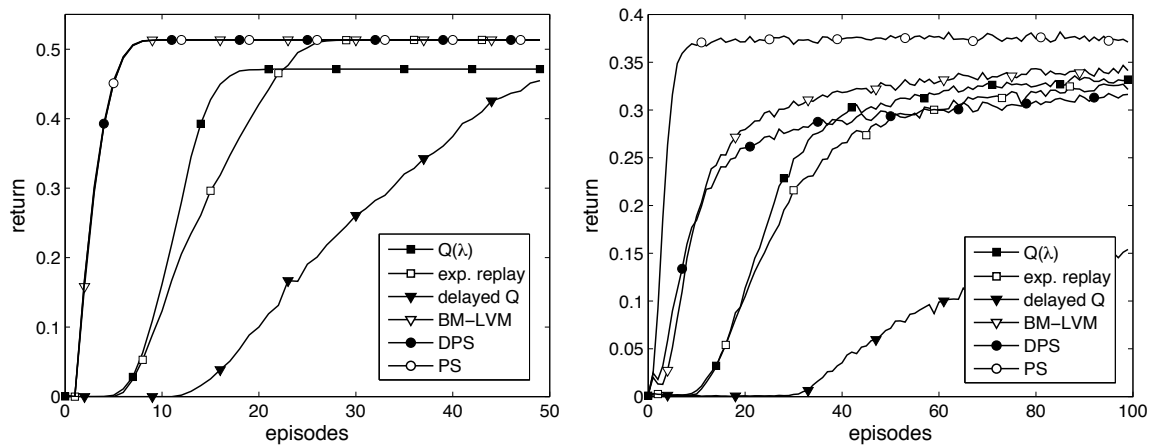 return
0.5
0.4
0.3
0.2
0.1
0
0 10 20 30 40 50
episodes
Q(λ)
exp. replay
delayed Q
BM−LVM
DPS
PS
return
0.4
0.35
0.3
0.25
0.2
0.15
0.1
0.05
0
0 20 40 60 80 100
episodes
Q(λ)
exp. replay
delayed Q
BM−LVM
DPS
PS